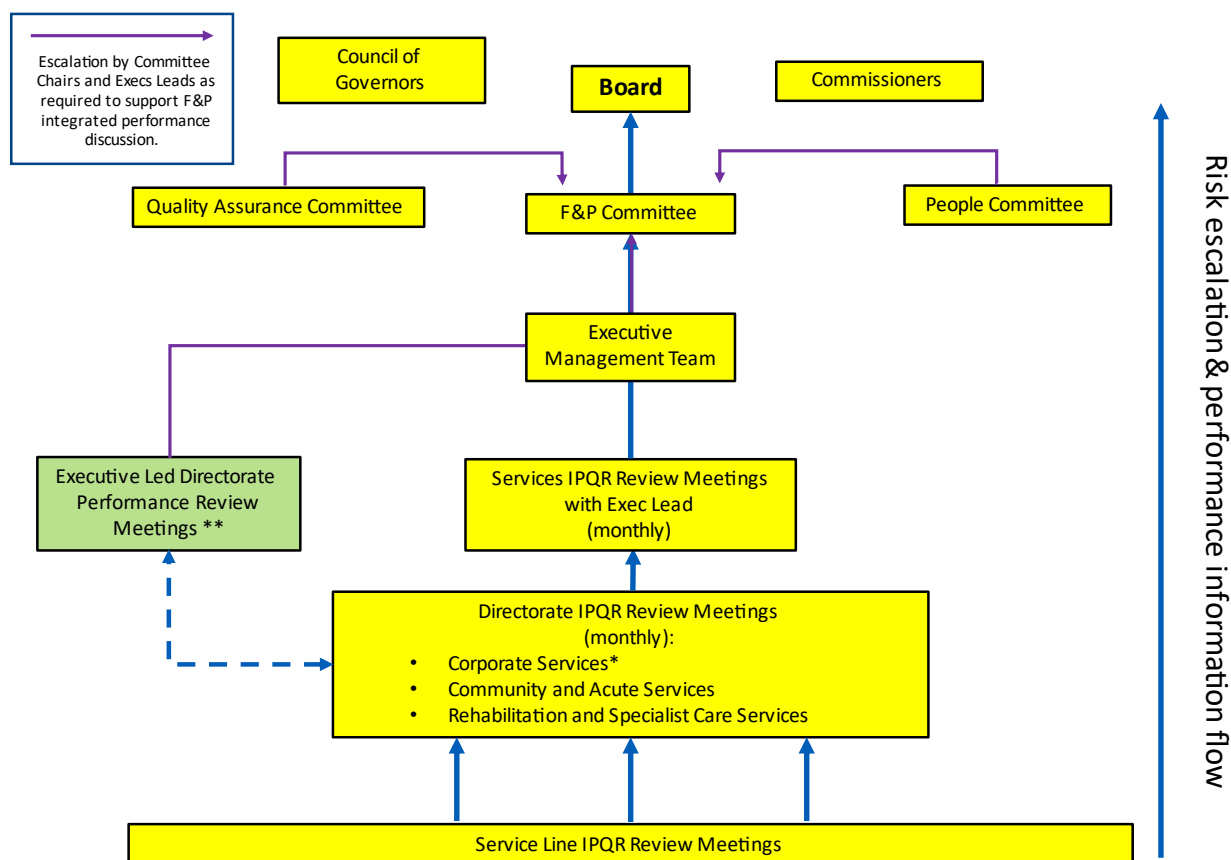 Escalation by Committee
Chairs and Execs Leads as
required to support F&P
integrated performance
discussion.
Council of
Governors
Board
Commissioners
Quality Assurance Committee
F&P Committee
People Committee
Executive
Management Team
Executive Led Directorate
Performance Review
Meetings **
Services IPQR Review Meetings
with Exec Lead
(monthly)
Directorate IPQR Review Meetings
(monthly):
• Corporate Services*
• Community and Acute Services
• Rehabilitation and Specialist Care Services
Service Line IPQR Review Meetings
Risk escalation & performance information flow